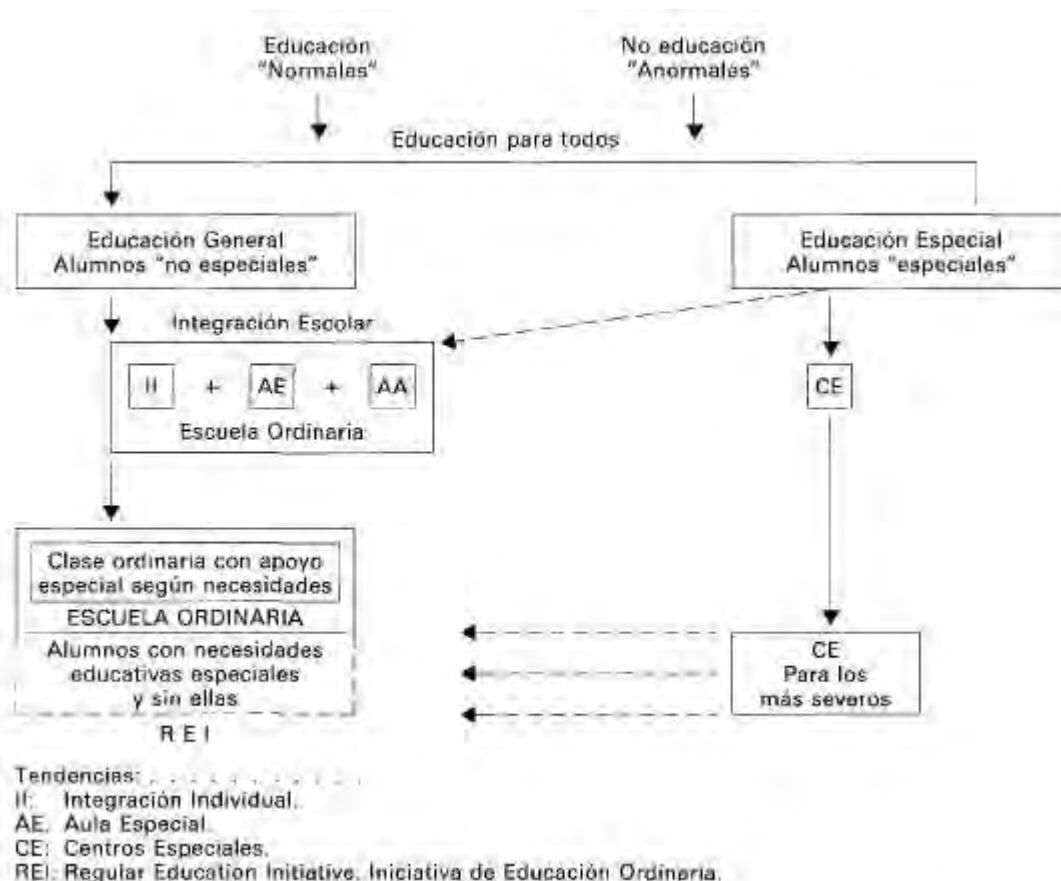 Educación
"Normales"
No educación
"Anormales"
Educación para todos
Educación General
Alumnos "no especiales"
Educación Especial
Alumnos "especiales"
Integración Escolar
II + AE + AA
Escuela Ordinaria
CE
Clase ordinaria con apoyo
especial según necesidades
ESCUELA ORDINARIA
Alumnos con necesidades
educativas especiales
y sin ellas
R E I
CE
Para los
más severos
Tendencias: . . . . . . . . . . .
II: Integración Individual.
AE. Aula Especial.
CE: Centros Especiales.
REI: Regular Education Initiative. Iniciativa de Educación Ordinaria.